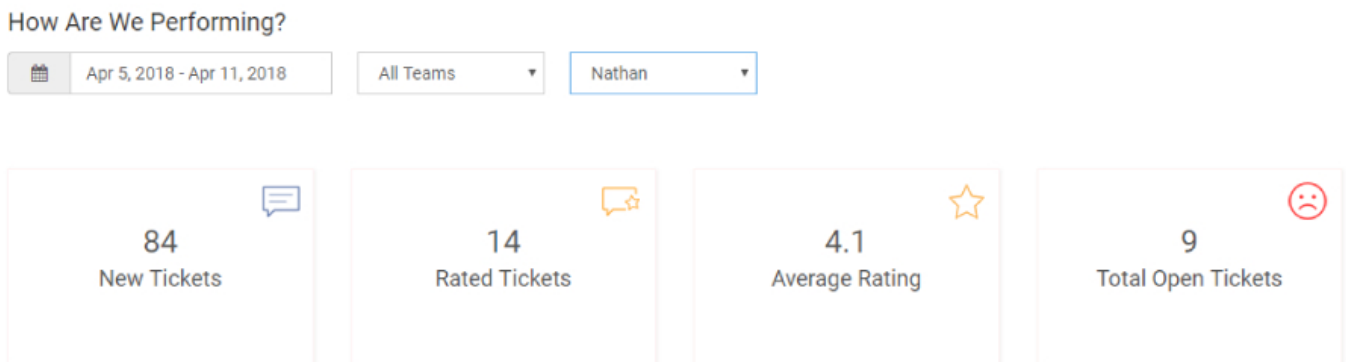 How Are We Performing?
Apr 5, 2018 - Apr 11, 2018
All Teams
Nathan
84
New Tickets
14
Rated Tickets
4.1
Average Rating
9
Total Open Tickets